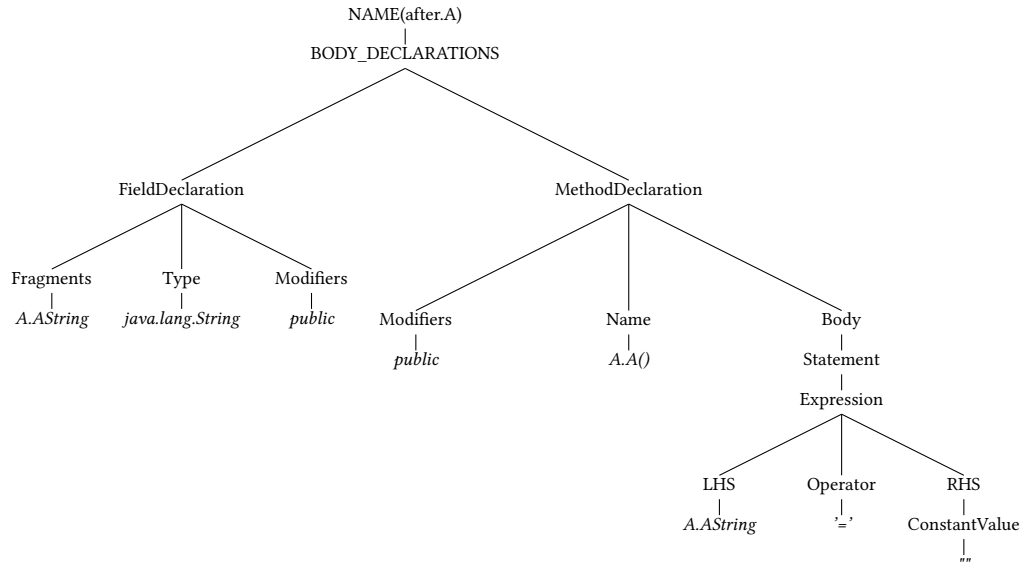 NAME(after.A)
BODY_DECLARATIONS
FieldDeclaration MethodDeclaration
Fragments Type Modifiers
A.AString java.lang.String public Modifiers Name Body
public A.A() Statement
Expression
LHS Operator RHS
A.AString '=' ConstantValue
""